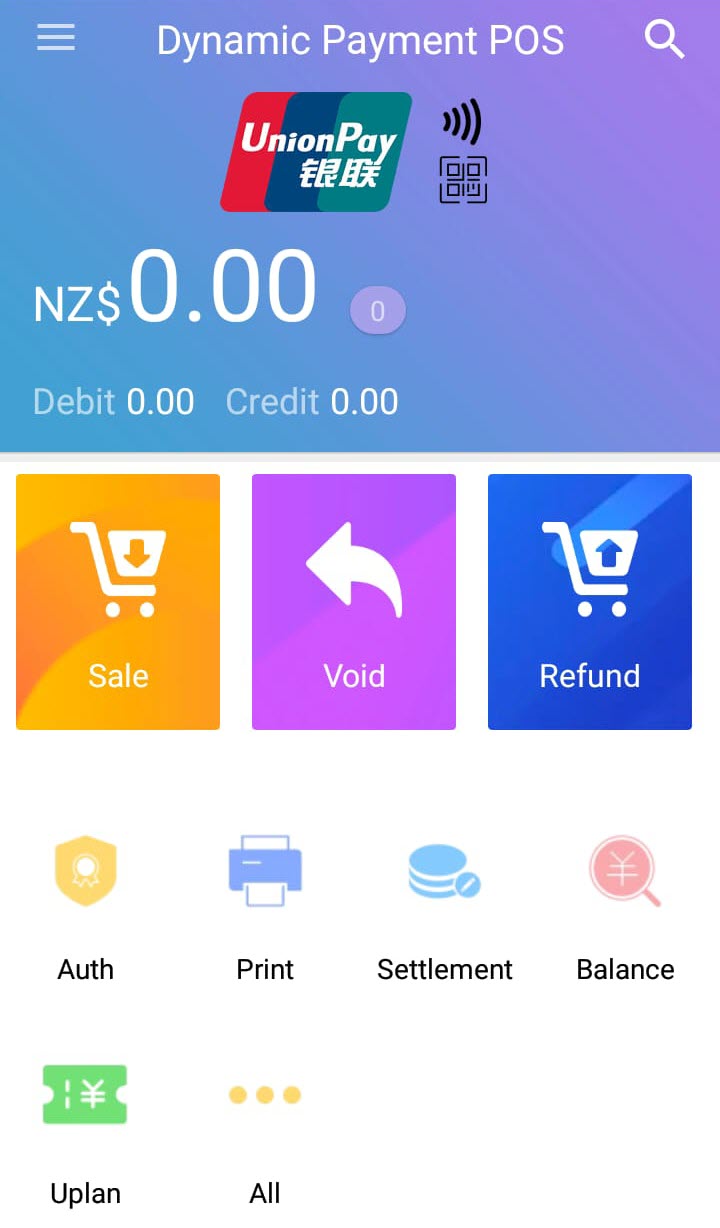 Dynamic Payment POS
UnionPay
银联
NZ$0.00 0
Debit 0.00 Credit 0.00
Sale Void Refund
Auth Print Settlement Balance
Uplan All